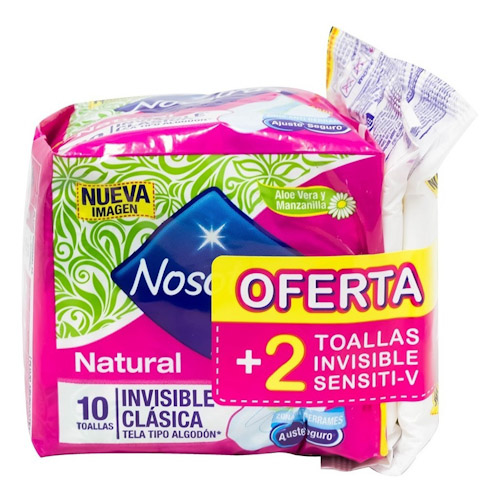 Ajuste Seguro
NUEVA
IMAGEN
Aloe Vera y
Manzanilla
Natural
10
TOALLAS
INVISIBLE
CLÁSICA
TELA TIPO ALGODÓN*
Ajuste Seguro
OFERTA
+2 TOALLAS
INVISIBLE
SENSITI-V